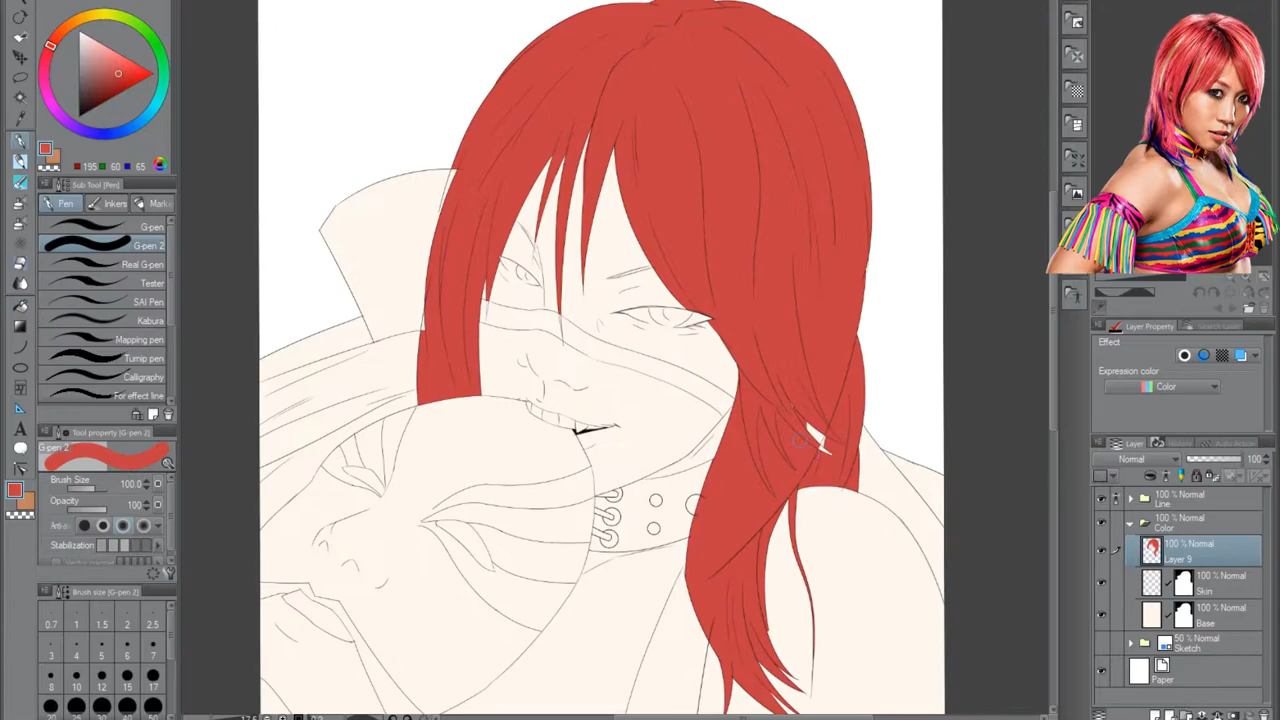 195 60 65
Sub Tool [Pen]
Pen Inkers Marke
G-pen
G-pen 2
Real G-pen
Tester
SAI Pen
Kabura
Mapping pen
Turnip pen
Calligraphy
For effect line
Tool property [G-pen 2]
G-pen 2
Brush Size 100.0
Opacity 100
Anti-a
Stabilization
Brush size [G-pen 2]
0.7 1 1.5 2 2.5
3 4 5 6 7
8 10 12 15 17
Layer Property
Effect
Expression color
Color
Layer
Normal 100
100 % Normal
Line
100 % Normal
Color
100 % Normal
Layer 9
100 % Normal
Skin
100 % Normal
Base
50 % Normal
Sketch
Paper